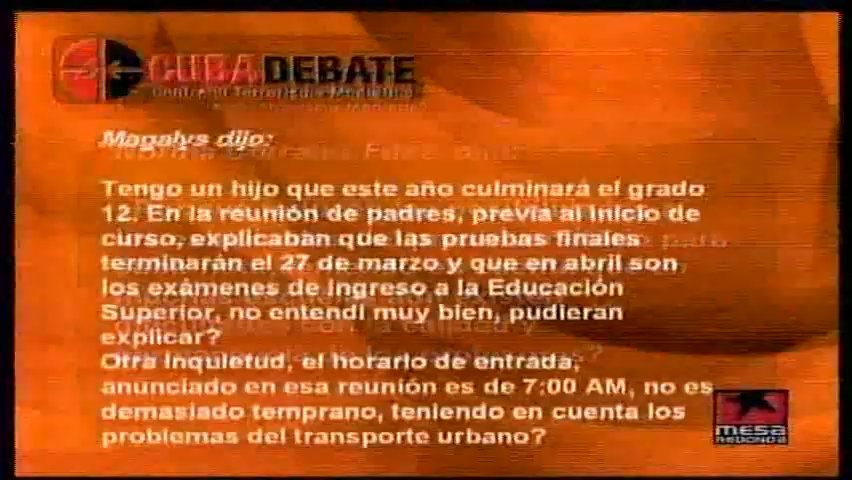 CUBADEBATE
Contra el Terrorismo Mediático
Magalys dijo:
Tengo un hijo que este año culminará el grado
12. En la reunión de padres, previa al inicio de
curso, explicaban que las pruebas finales
terminarán el 27 de marzo y que en abril son
los exámenes de ingreso a la Educación
Superior, no entendí muy bien, pudieran
explicar?
Otra inquietud, el horario de entrada,
anunciado en esa reunión es de 7:00 AM, no es
demasiado temprano, teniendo en cuenta los
problemas del transporte urbano?
mesa
REDONDA